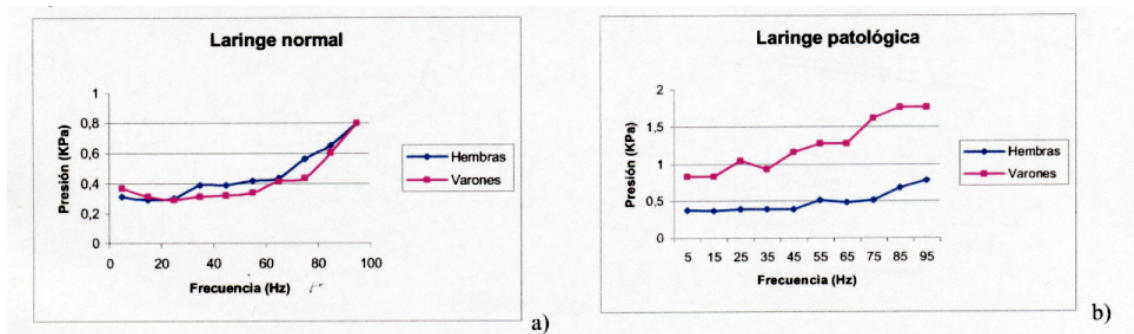 Laringe normal
Presión (KPa)
1
0,8
0,6
0,4
0,2
0
0 20 40 60 80 100
Frecuencia (Hz)
Hembras
Varones
a)
Laringe patológica
Presión (KPa)
2
1,5
1
0,5
0
5 15 25 35 45 55 65 75 85 95
Frecuencia (Hz)
Hembras
Varones
b)